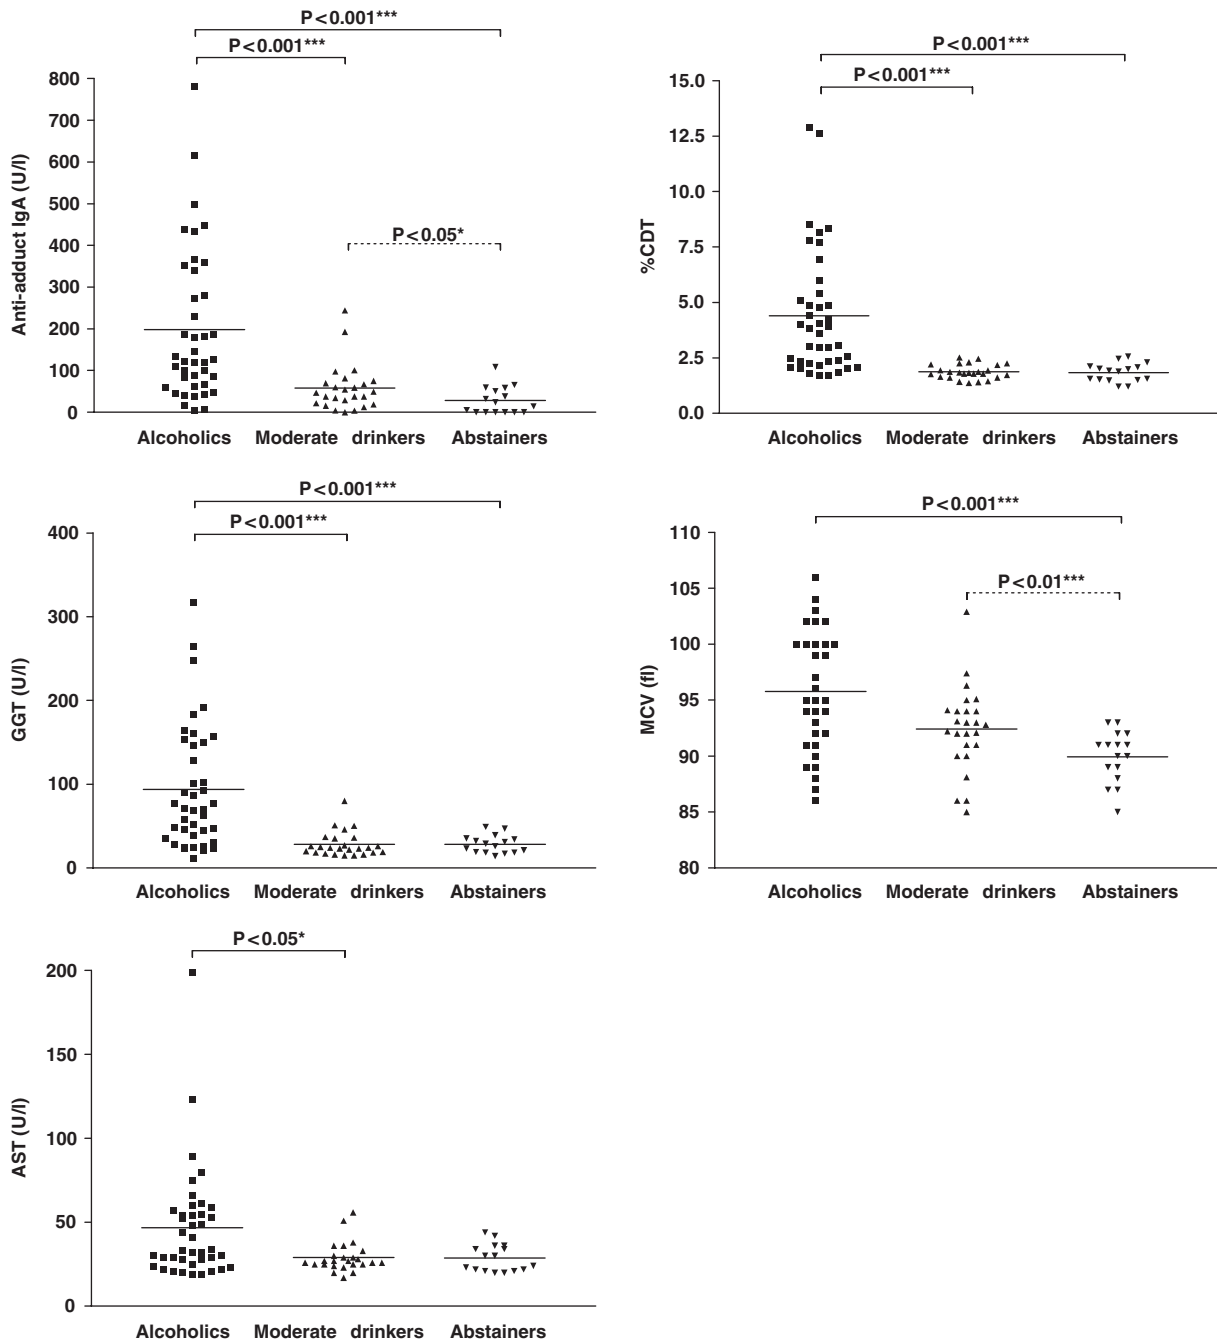 P<0.001***
P<0.001***
800
700
600
500
400
300
200
100
0
Anti-adduct IgA (U/l)
P<0.05*
Alcoholics Moderate drinkers Abstainers
P<0.001***
P<0.001***
15.0
12.5
10.0
7.5
5.0
2.5
0.0
%CDT
Alcoholics Moderate drinkers Abstainers
P<0.001***
P<0.001***
400
300
200
100
0
GGT (U/l)
Alcoholics Moderate drinkers Abstainers
P<0.001***
P<0.01***
110
105
100
95
90
85
80
MCV (fl)
Alcoholics Moderate drinkers Abstainers
P<0.05*
200
150
100
50
0
AST (U/l)
Alcoholics Moderate drinkers Abstainers